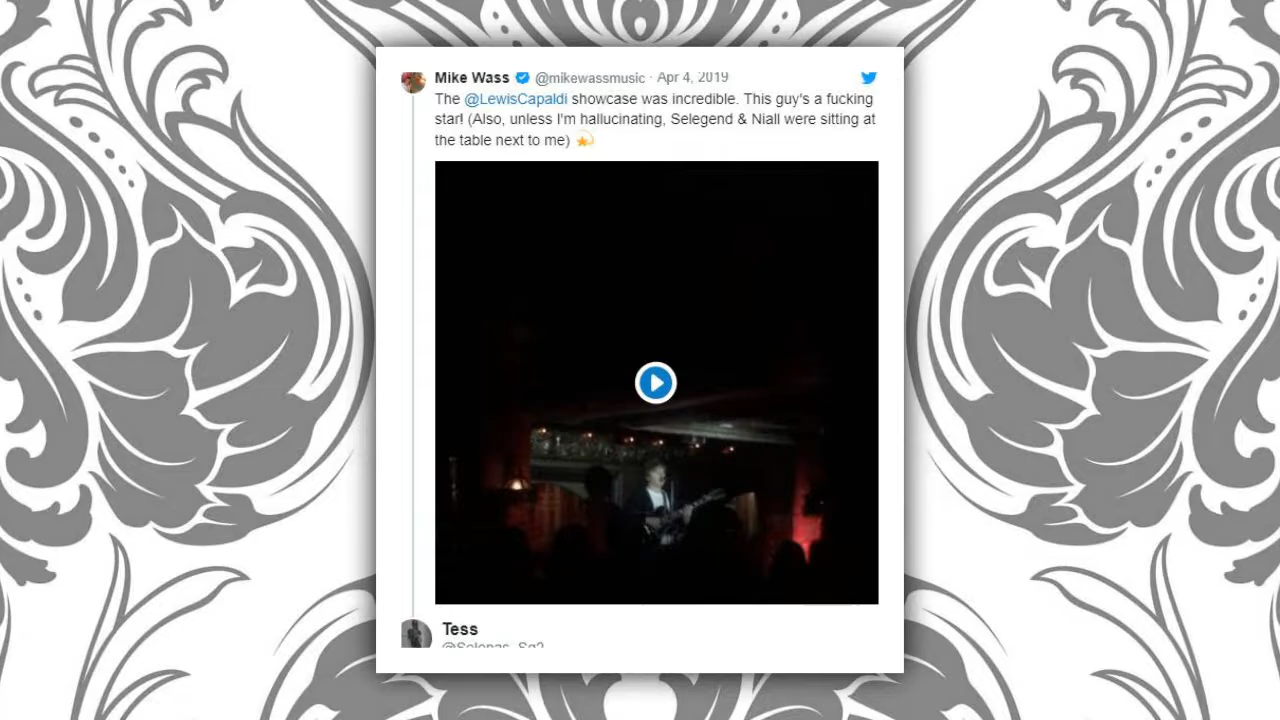 Mike Wass @mikewassmusic · Apr 4, 2019
The @LewisCapaldi showcase was incredible. This guy's a fucking
star! (Also, unless I'm hallucinating, Selegend & Niall were sitting at
the table next to me)
Tess
@Selenas_Sg2